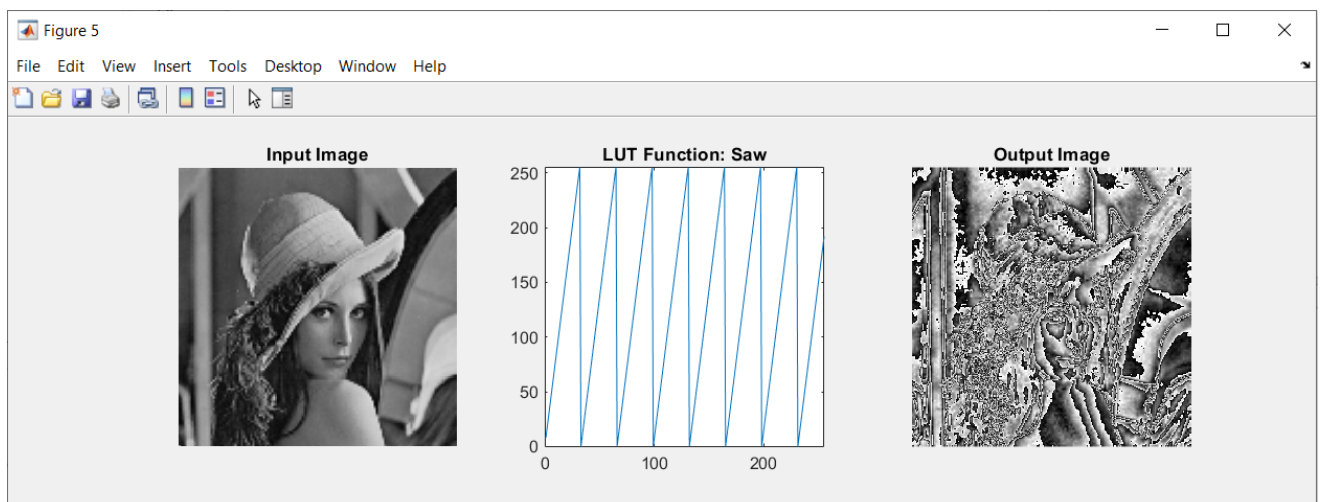 Figure 5
File Edit View Insert Tools Desktop Window Help
Input Image
LUT Function: Saw
Output Image
250
200
150
100
50
0
0 100 200